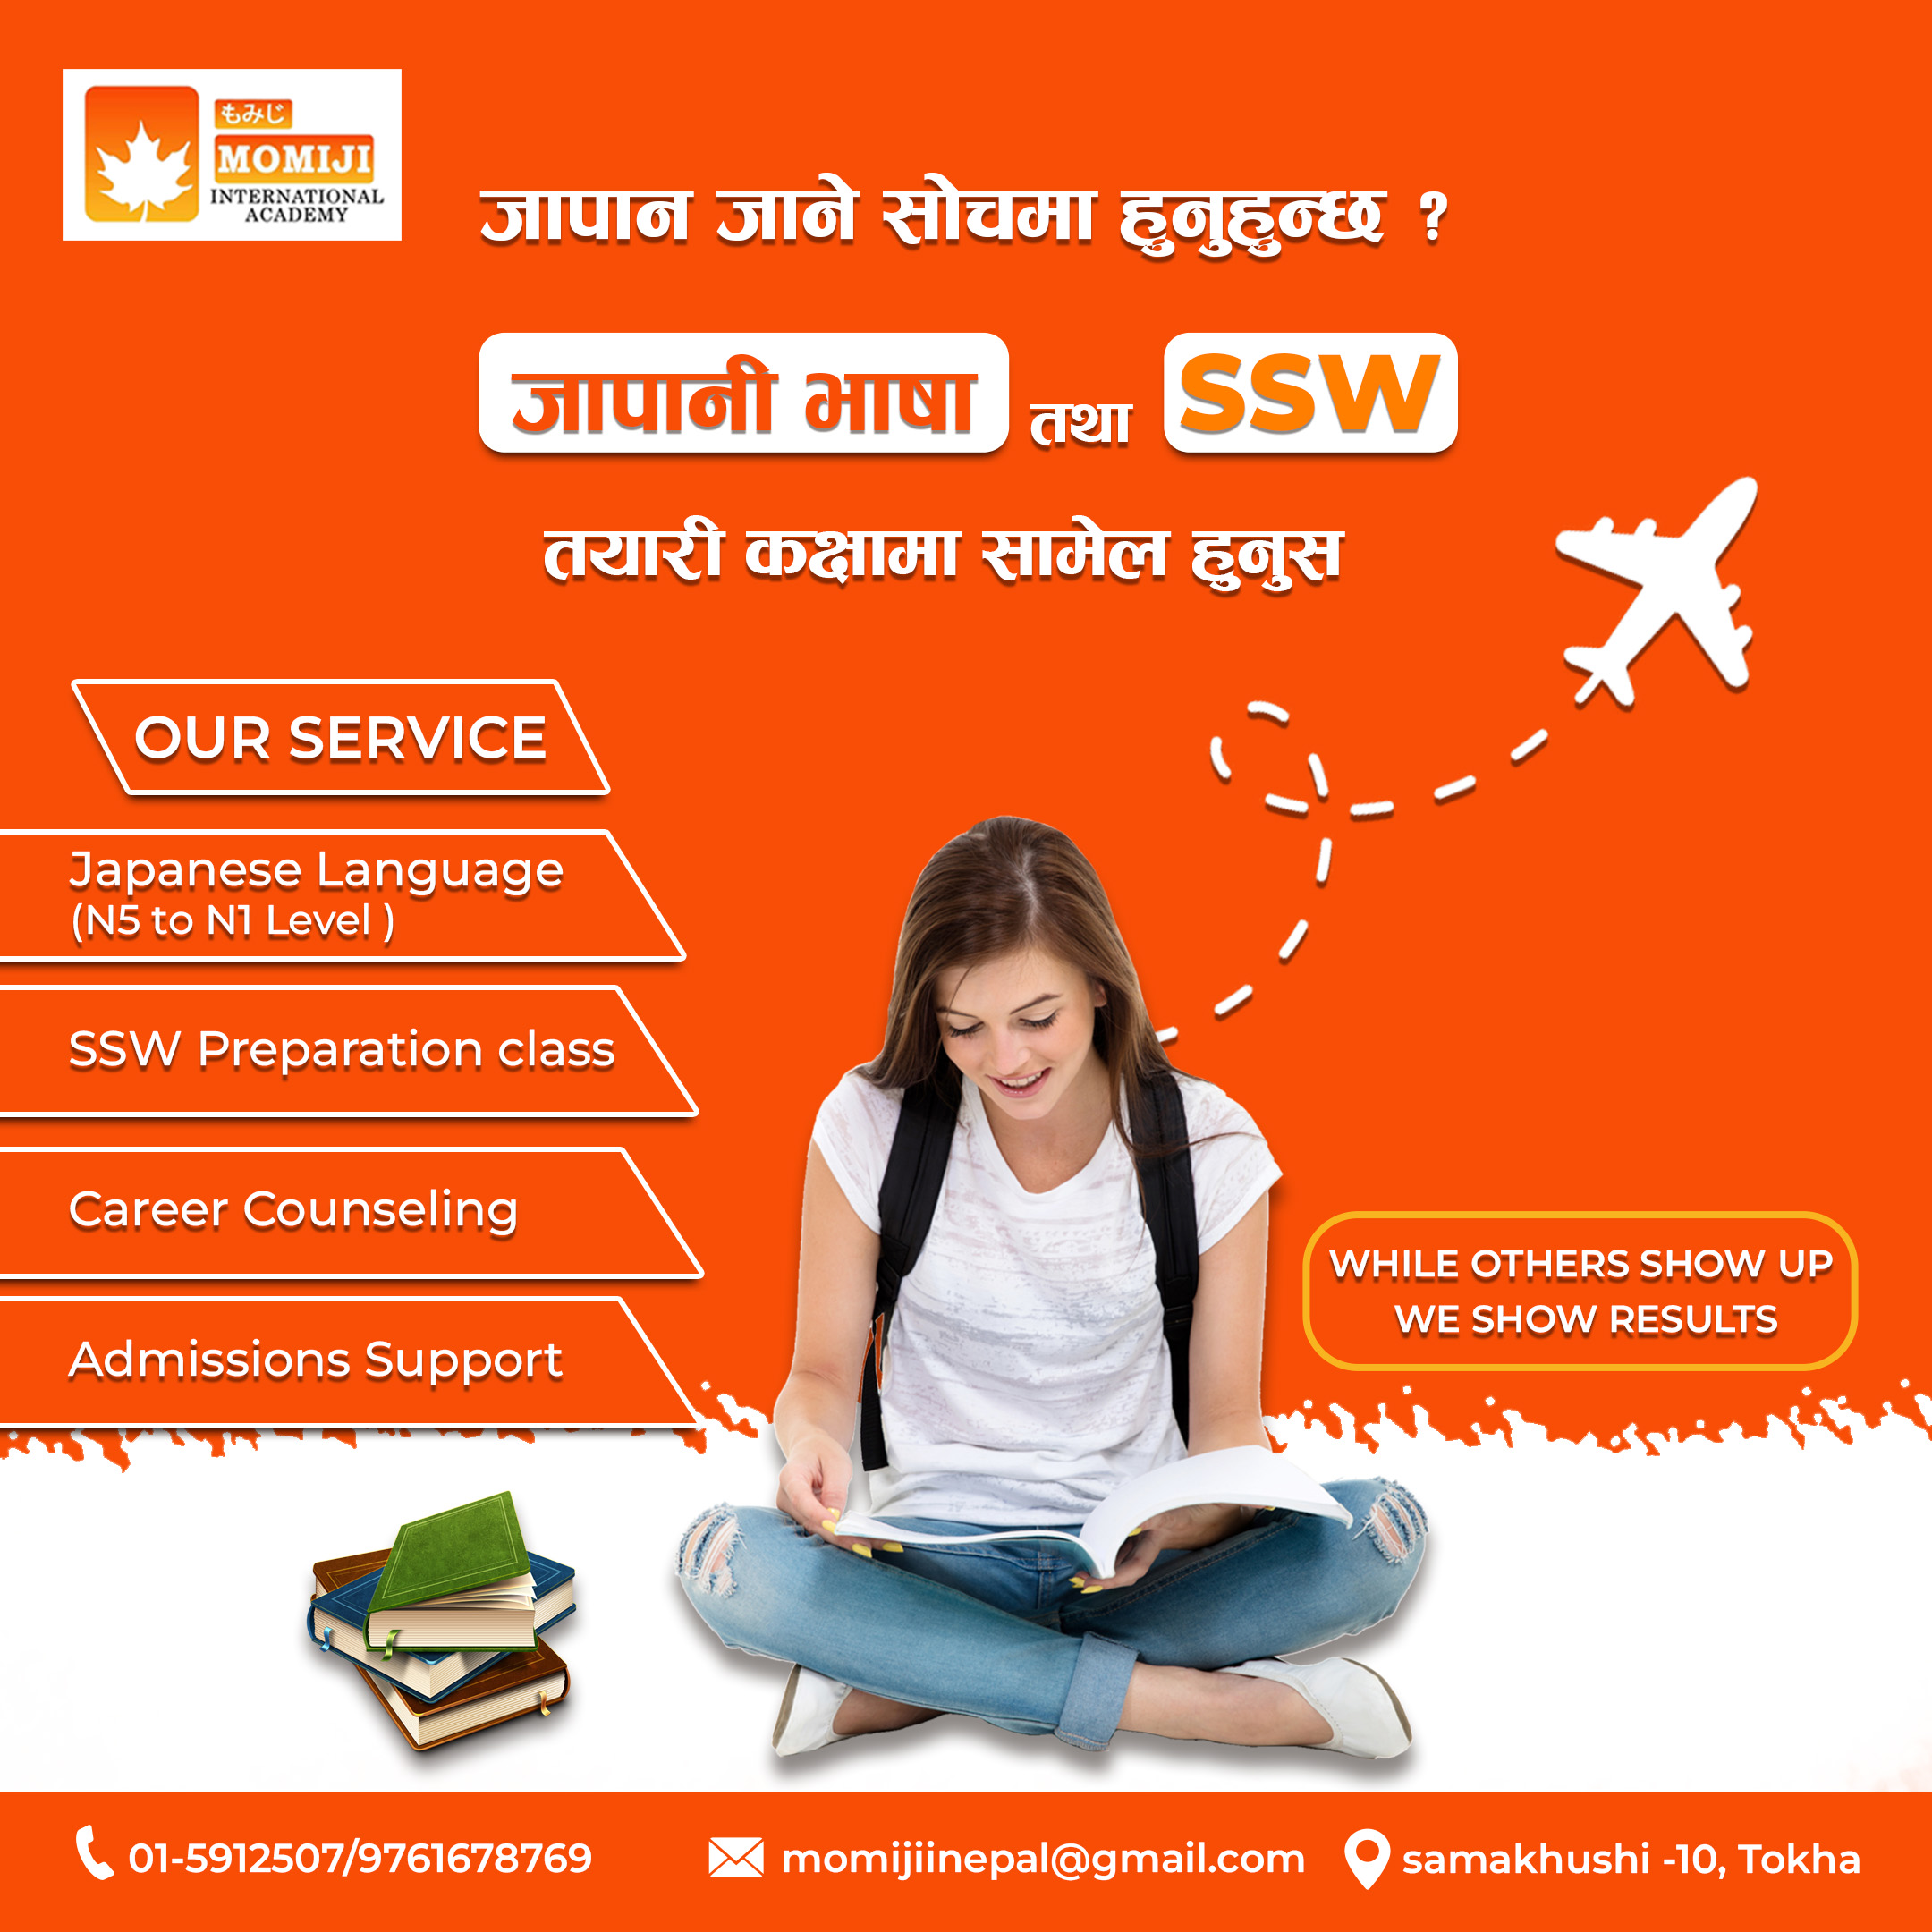 もみじ
MOMIJI
INTERNATIONAL
ACADEMY
जापान जाने सोचमा हुनुहुन्छ ?
जापानी भाषा तथा SSW
तयारी कक्षामा सामेल हुनुस
OUR SERVICE
Japanese Language
(N5 to N1 Level )
SSW Preparation class
Career Counseling
Admissions Support
WHILE OTHERS SHOW UP
WE SHOW RESULTS
01-5912507/9761678769
momijiinepal@gmail.com
samakhushi -10, Tokha